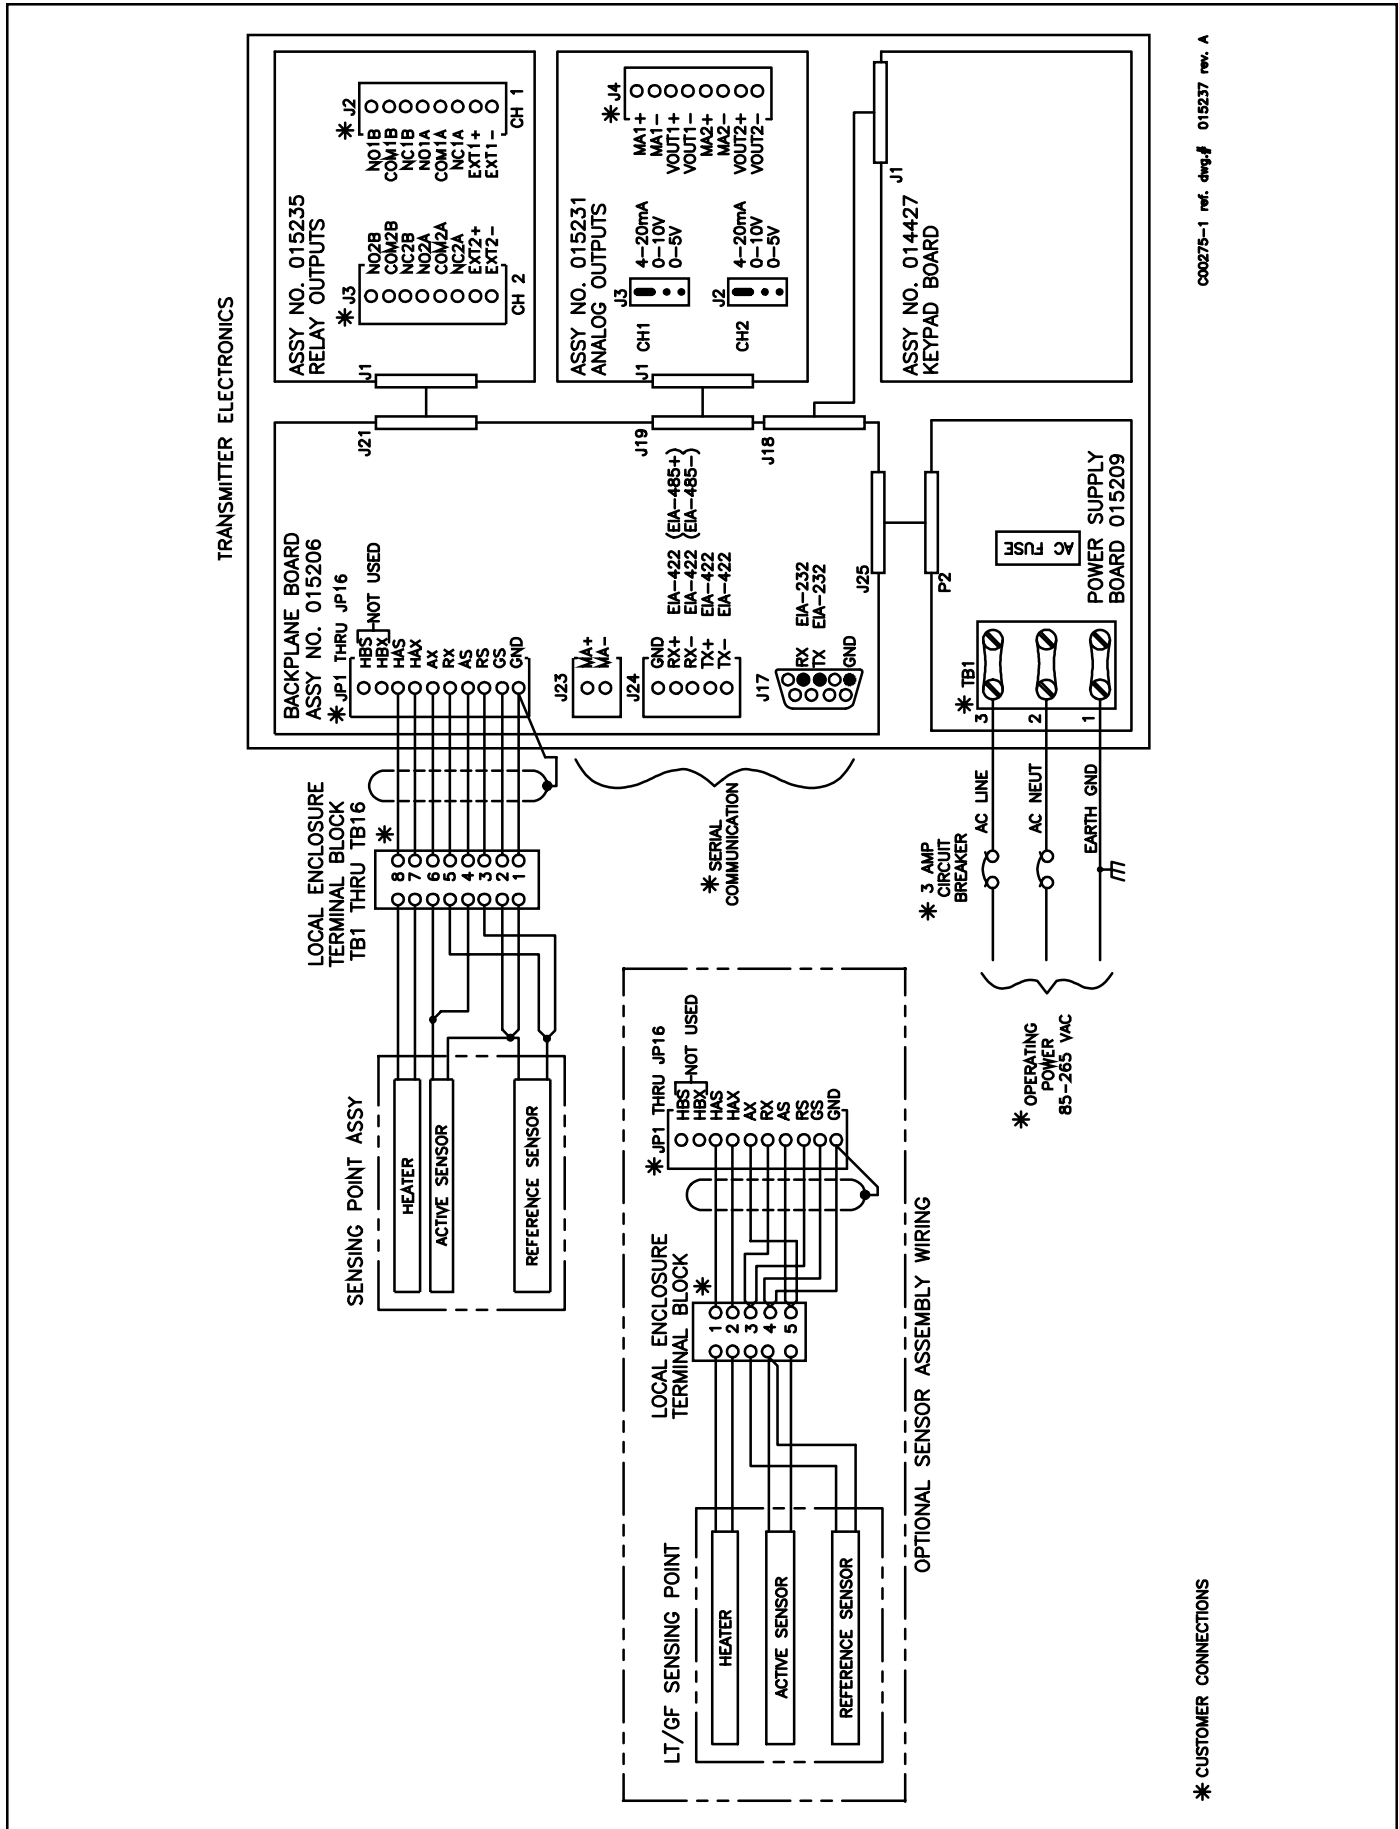 TRANSMITTER ELECTRONICS
ASSY NO. 015235
RELAY OUTPUTS
✱ J3
NO2B
COM2B
NC2B
NO2A
COM2A
NC2A
EXT2+
EXT2-
CH 2
✱ J2
NO1B
COM1B
NC1B
NO1A
COM1A
NC1A
EXT1+
EXT1-
CH 1
J1
J21
ASSY NO. 015231
ANALOG OUTPUTS
J1
CH1
J3
4-20mA
0-10V
0-5V
CH2
J2
4-20mA
0-10V
0-5V
✱ J4
MA1+
MA1-
VOUT1+
VOUT1-
MA2+
MA2-
VOUT2+
VOUT2-
J19
J18
ASSY NO. 014427
KEYPAD BOARD
J1
BACKPLANE BOARD
ASSY NO. 015206
✱ JP1 THRU JP16
HBS
HBX
NOT USED
HAS
HAX
AX
RX
AS
RS
GS
GND
J23
MA+
MA-
J24
GND
RX+ EIA-422 (EIA-485+)
RX- EIA-422 (EIA-485-)
TX+ EIA-422
TX- EIA-422
J17
RX EIA-232
TX EIA-232
GND
J25
P2
POWER SUPPLY
BOARD 015209
AC FUSE
✱ TB1
3
2
1
AC LINE
AC NEUT
EARTH GND
✱ 3 AMP
CIRCUIT
BREAKER
✱ OPERATING
POWER
85-265 VAC
✱ SERIAL
COMMUNICATION
LOCAL ENCLOSURE
TERMINAL BLOCK
TB1 THRU TB16
✱
8
7
6
5
4
3
2
1
SENSING POINT ASSY
HEATER
ACTIVE SENSOR
REFERENCE SENSOR
✱ JP1 THRU JP16
HBS
HBX
NOT USED
HAS
HAX
AX
RX
AS
RS
GS
GND
LOCAL ENCLOSURE
TERMINAL BLOCK
✱
1
2
3
4
5
LT/GF SENSING POINT
HEATER
ACTIVE SENSOR
REFERENCE SENSOR
OPTIONAL SENSOR ASSEMBLY WIRING
✱ CUSTOMER CONNECTIONS
C00275-1 ref. dwg.# 015237 rev. A